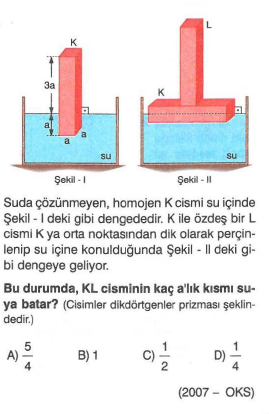 K
3a
a
a
a
su
Şekil - I
L
K
su
Şekil - II
Suda çözünmeyen, homojen K cismi su içinde
Şekil - I deki gibi dengededir. K ile özdeş bir L
cismi K ya orta noktasından dik olarak perçin-
lenip su içine konulduğunda Şekil - II deki gi-
bi dengeye geliyor.
Bu durumda, KL cisminin kaç a'lık kısmı su-
ya batar? (Cisimler dikdörtgenler prizması şeklin-
dedir.)
A) 5/4 B) 1 C) 1/2 D) 1/4
(2007 – OKS)